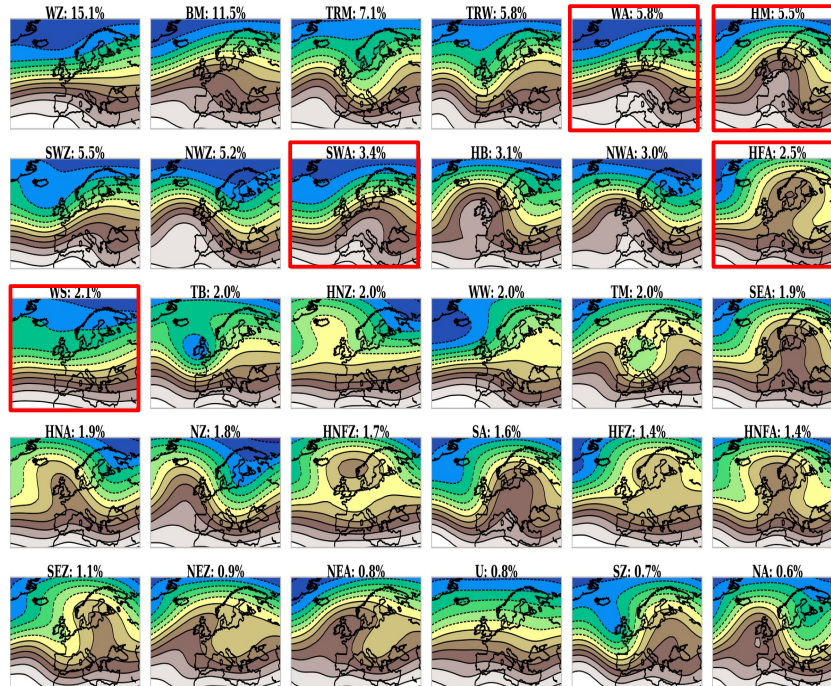 WZ: 15.1% BM: 11.5% TRM: 7.1% TRW: 5.8% WA: 5.8% HM: 5.5%
SWZ: 5.5% NWZ: 5.2% SWA: 3.4% HB: 3.1% NWA: 3.0% HFA: 2.5%
WS: 2.1% TB: 2.0% HNZ: 2.0% WW: 2.0% TM: 2.0% SEA: 1.9%
HNA: 1.9% NZ: 1.8% HNFZ: 1.7% SA: 1.6% HFZ: 1.4% HNFA: 1.4%
SEZ: 1.1% NEZ: 0.9% NEA: 0.8% U: 0.8% SZ: 0.7% NA: 0.6%